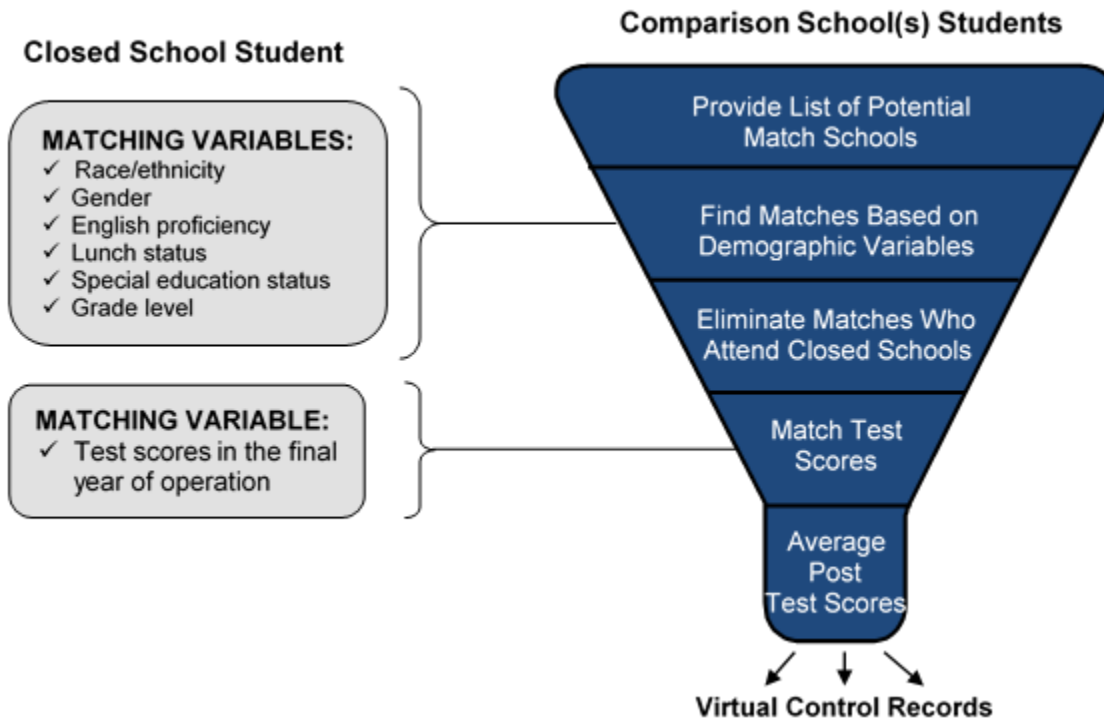 Comparison School(s) Students
Closed School Student
MATCHING VARIABLES:
✓ Race/ethnicity
✓ Gender
✓ English proficiency
✓ Lunch status
✓ Special education status
✓ Grade level
MATCHING VARIABLE:
✓ Test scores in the final
year of operation
Provide List of Potential
Match Schools
Find Matches Based on
Demographic Variables
Eliminate Matches Who
Attend Closed Schools
Match Test
Scores
Average
Post
Test Scores
Virtual Control Records